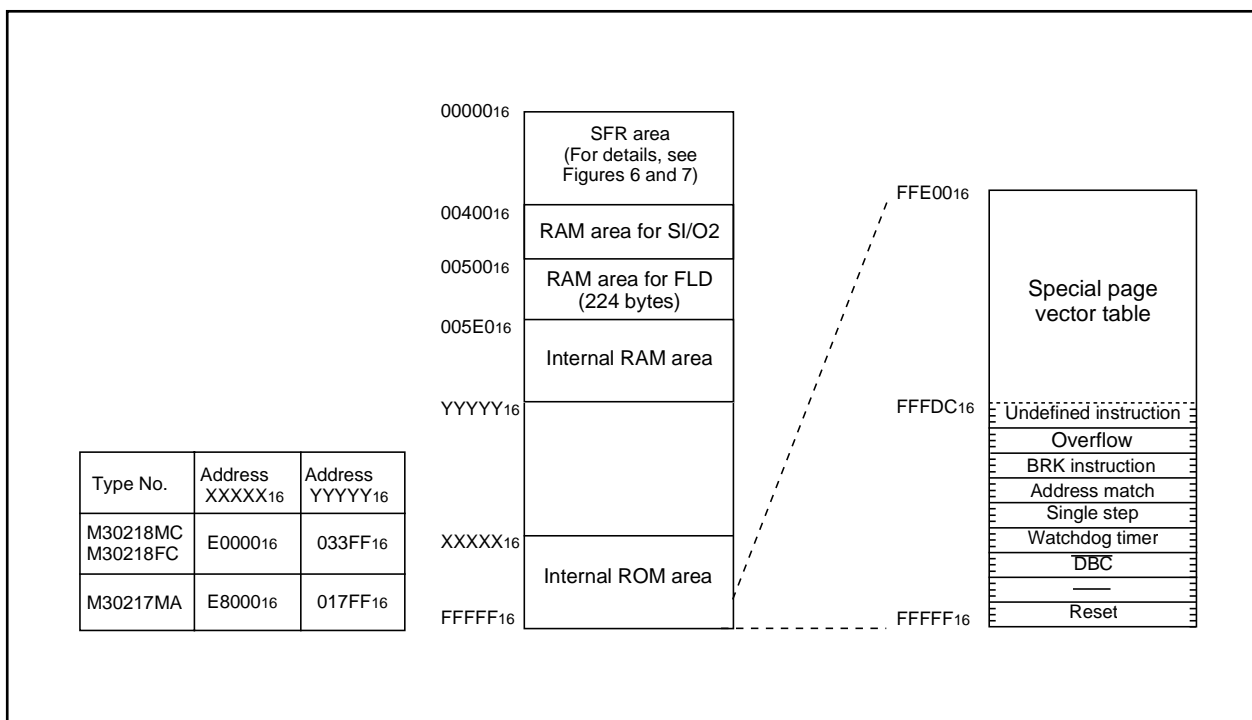 00000₁₆
SFR area
(For details, see
Figures 6 and 7)
00400₁₆
RAM area for SI/O2
00500₁₆
RAM area for FLD
(224 bytes)
005E0₁₆
Internal RAM area
YYYYY₁₆
XXXXX₁₆
Internal ROM area
FFFFF₁₆
Type No.
Address
XXXXX₁₆
Address
YYYYY₁₆
M30218MC
M30218FC
E0000₁₆
033FF₁₆
M30217MA
E8000₁₆
017FF₁₆
FFE00₁₆
Special page
vector table
FFFDC₁₆
Undefined instruction
Overflow
BRK instruction
Address match
Single step
Watchdog timer
DBC
Reset
FFFFF₁₆